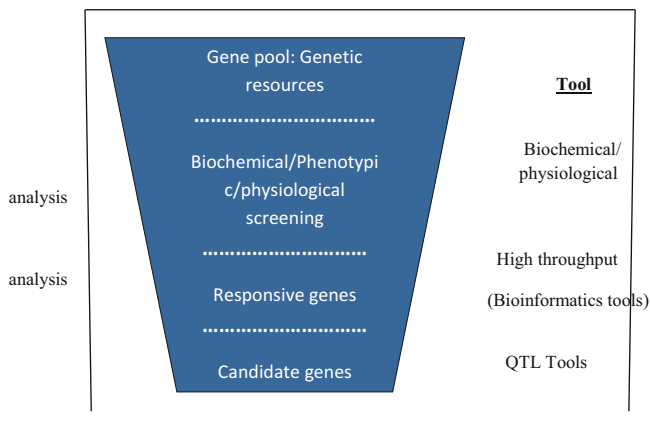 Gene pool: Genetic
resources
..................................
Tool
Biochemical/Phenotypi
c/physiological
screening
Biochemical/
physiological
analysis
...............................
High throughput
analysis
Responsive genes
(Bioinformatics tools)
...............................
Candidate genes
QTL Tools